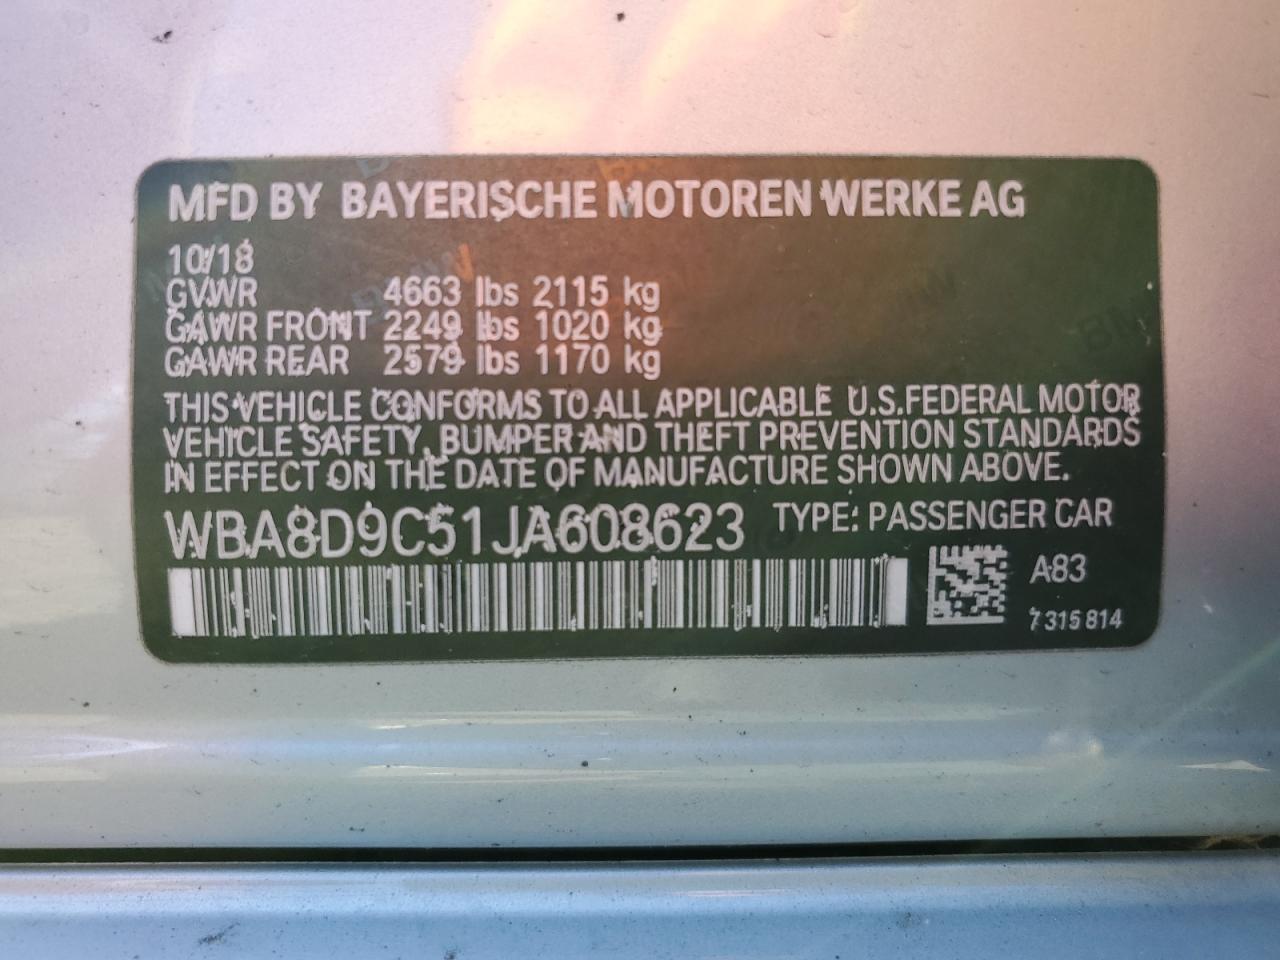 MFD BY BAYERISCHE MOTOREN WERKE AG
10/18
GVWR 4663 lbs 2115 kg
GAWR FRONT 2249 lbs 1020 kg
GAWR REAR 2579 lbs 1170 kg
THIS VEHICLE CONFORMS TO ALL APPLICABLE U.S.FEDERAL MOTOR
VEHICLE SAFETY, BUMPER AND THEFT PREVENTION STANDARDS
IN EFFECT ON THE DATE OF MANUFACTURE SHOWN ABOVE.
WBA8D9C51JA608623 TYPE: PASSENGER CAR
A83
7 315 814